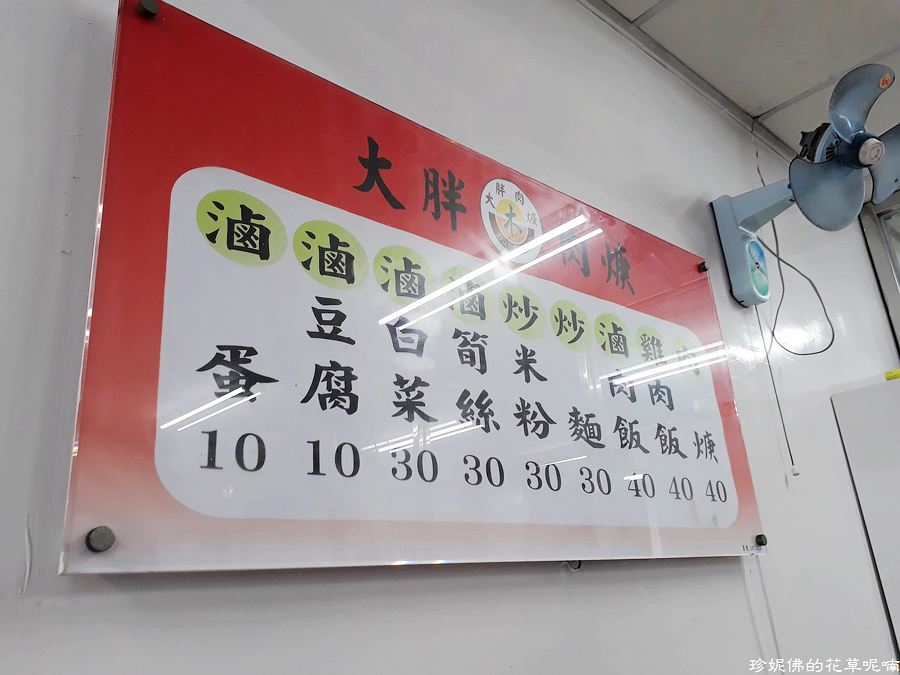 大胖肉焿
大胖肉焿
大
滷蛋 10
滷豆腐 10
滷白菜 30
滷筍絲 30
炒米粉 30
炒麵 30
滷肉飯 40
雞肉飯 40
肉焿 40
珍妮佛的花草呢喃